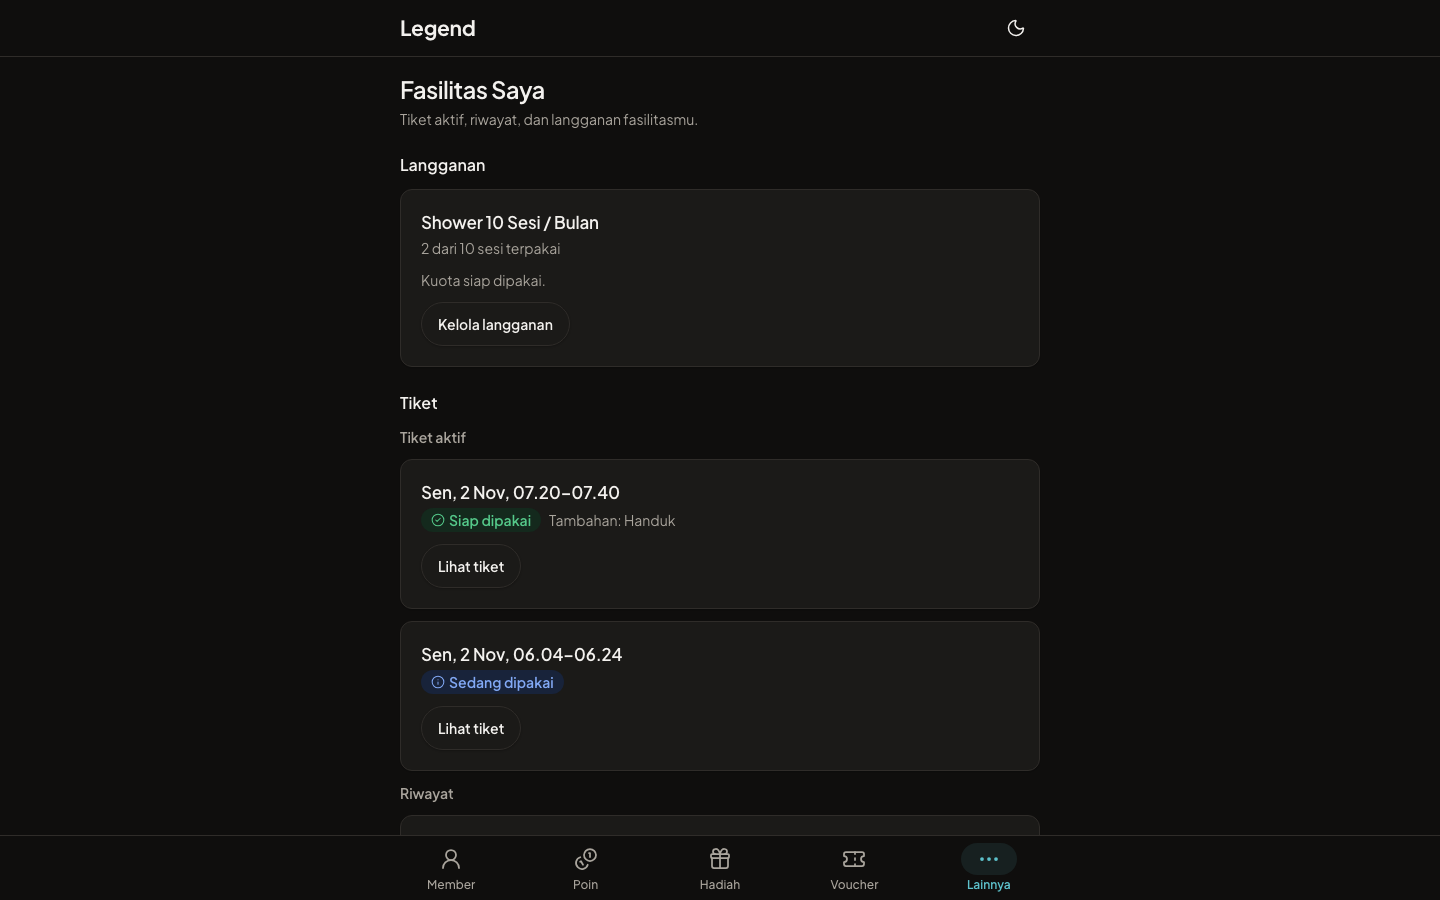 Legend
Fasilitas Saya
Tiket aktif, riwayat, dan langganan fasilitasmu.
Langganan
Shower 10 Sesi / Bulan
2 dari 10 sesi terpakai
Kuota siap dipakai.
Kelola langganan
Tiket
Tiket aktif
Sen, 2 Nov, 07.20–07.40
Siap dipakai Tambahan: Handuk
Lihat tiket
Sen, 2 Nov, 06.04–06.24
Sedang dipakai
Lihat tiket
Riwayat
Member Poin Hadiah Voucher Lainnya